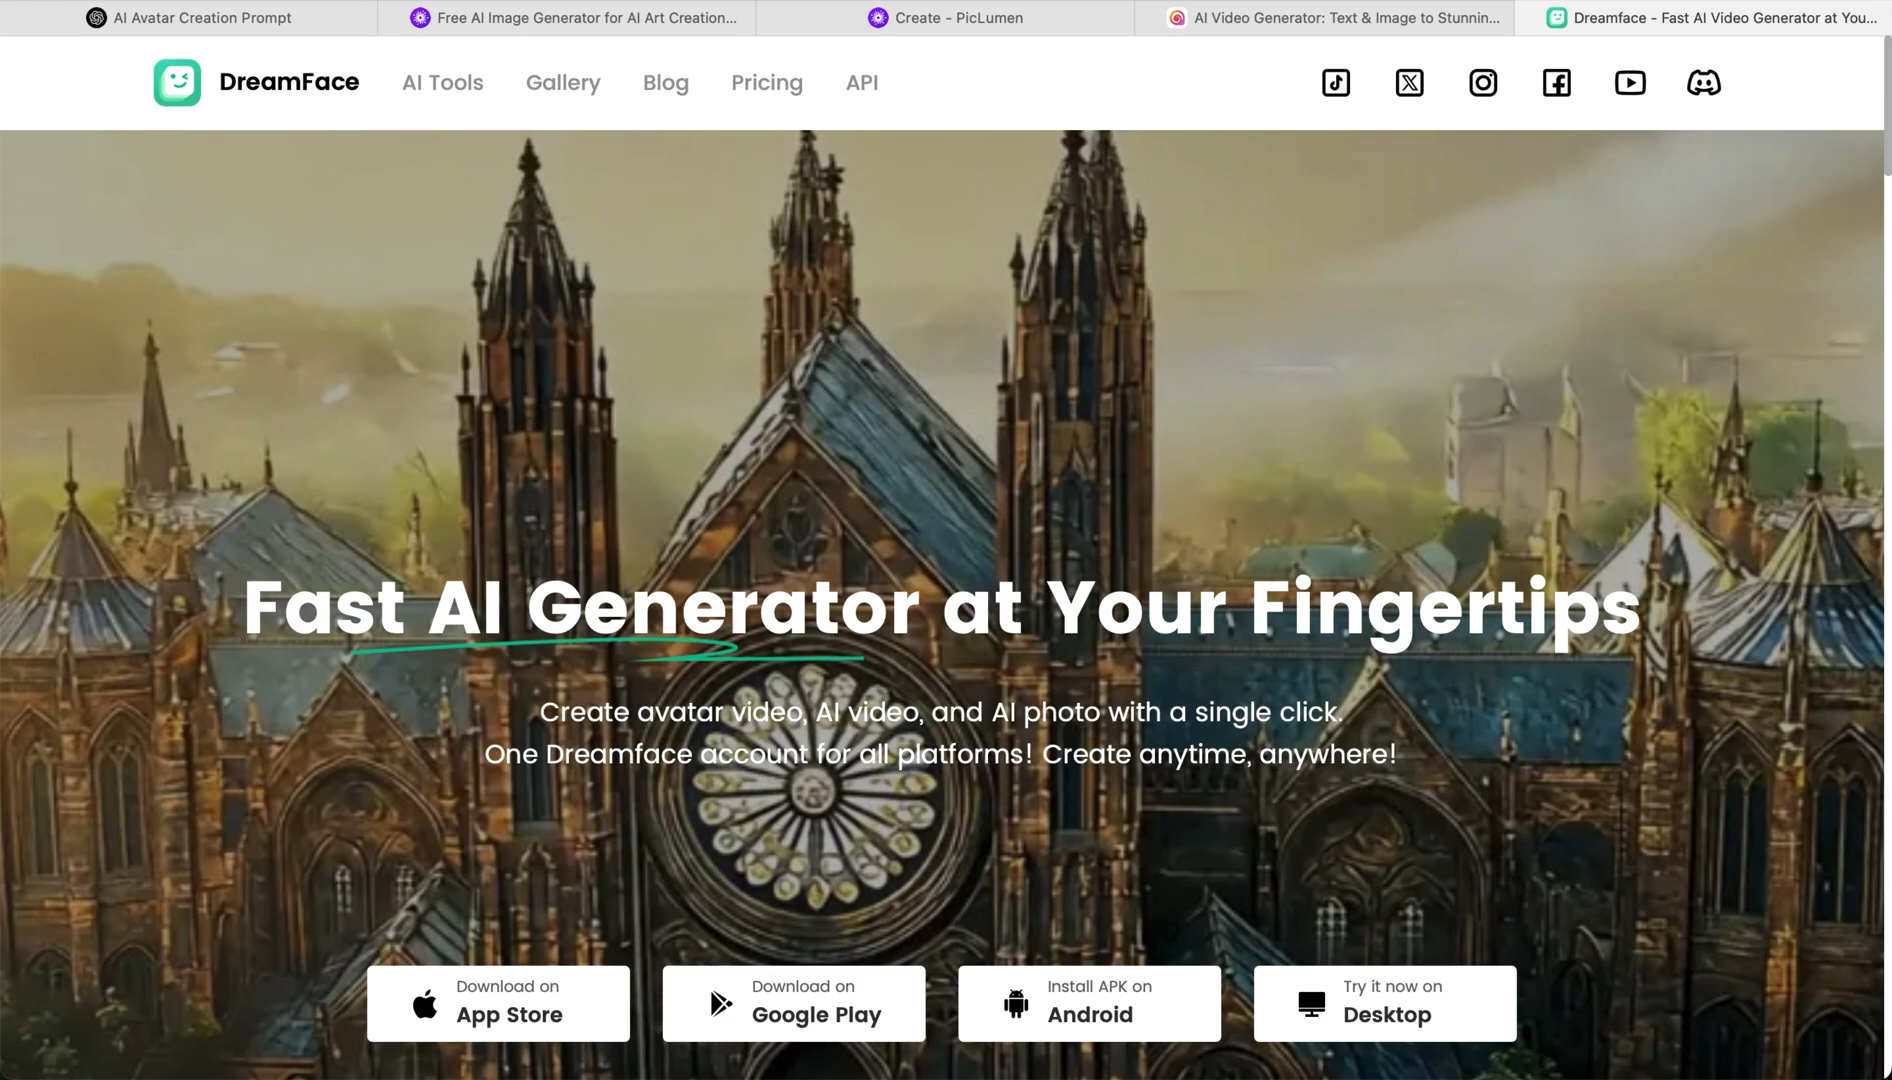 AI Avatar Creation Prompt
Free AI Image Generator for AI Art Creation...
Create - PicLumen
AI Video Generator: Text & Image to Stunnin...
Dreamface - Fast AI Video Generator at You...
DreamFace
AI Tools
Gallery
Blog
Pricing
API
Fast AI Generator at Your Fingertips
Create avatar video, AI video, and AI photo with a single click.
One Dreamface account for all platforms! Create anytime, anywhere!
Download on
App Store
Download on
Google Play
Install APK on
Android
Try it now on
Desktop